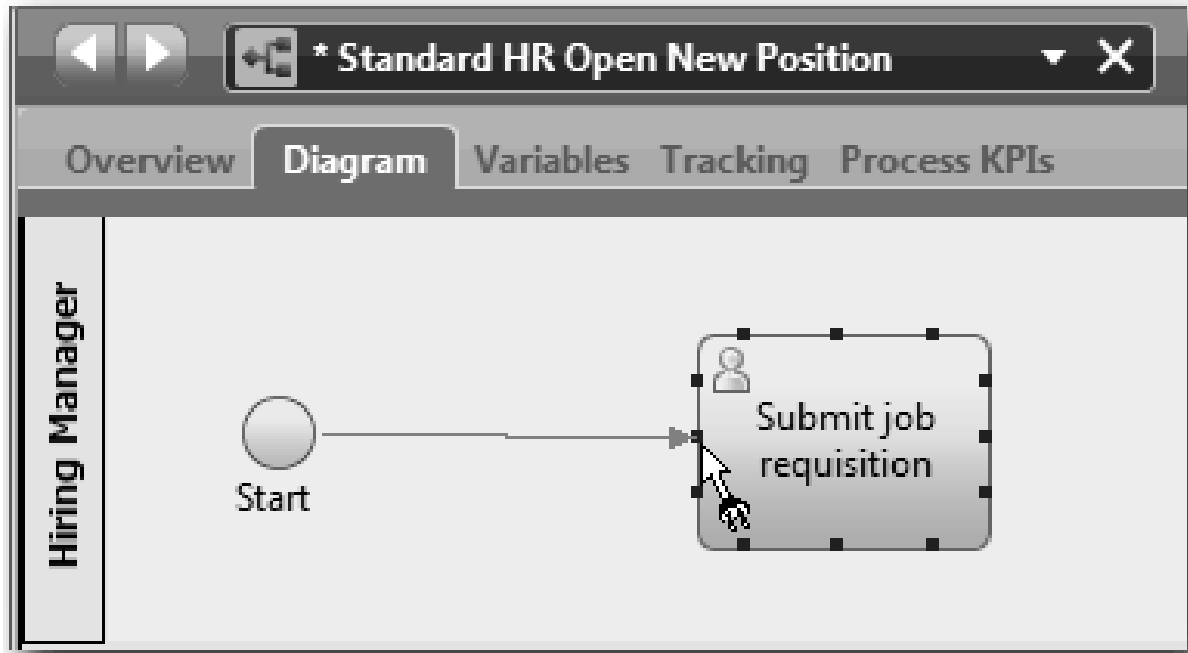 * Standard HR Open New Position
Overview Diagram Variables Tracking Process KPIs
Hiring Manager
Start
Submit job
requisition